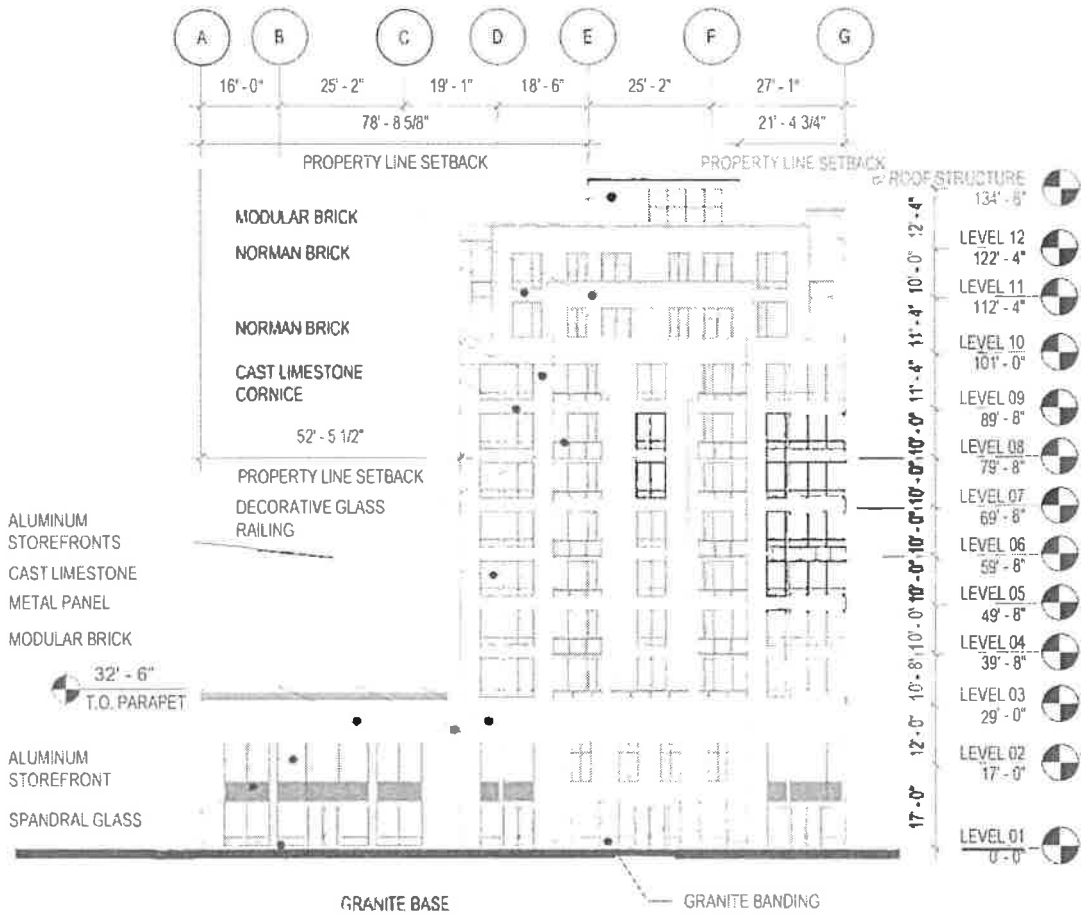 A B C D E F G
16' - 0" 25' - 2" 19' - 1" 18' - 6" 25' - 2" 27' - 1"
78' - 8 5/8" 21' - 4 3/4"
PROPERTY LINE SETBACK PROPERTY LINE SETBACK
ROOF STRUCTURE
134' - 8"
MODULAR BRICK
12' - 4"
NORMAN BRICK
LEVEL 12
122' - 4"
10' - 0"
LEVEL 11
112' - 4"
11' - 4"
NORMAN BRICK
LEVEL 10
101' - 0"
CAST LIMESTONE
CORNICE
11' - 4"
LEVEL 09
89' - 8"
52' - 5 1/2"
10' - 0"
LEVEL 08
79' - 8"
PROPERTY LINE SETBACK
10' - 0"
LEVEL 07
69' - 8"
DECORATIVE GLASS
RAILING
ALUMINUM
STOREFRONTS
10' - 0"
LEVEL 06
59' - 8"
CAST LIMESTONE
10' - 0"
LEVEL 05
49' - 8"
METAL PANEL
10' - 0"
MODULAR BRICK
LEVEL 04
39' - 8"
32' - 6"
T.O. PARAPET
10' - 8"
LEVEL 03
29' - 0"
12' - 0"
ALUMINUM
STOREFRONT
LEVEL 02
17' - 0"
SPANDRAL GLASS
17' - 0"
LEVEL 01
0' - 0"
GRANITE BASE GRANITE BANDING